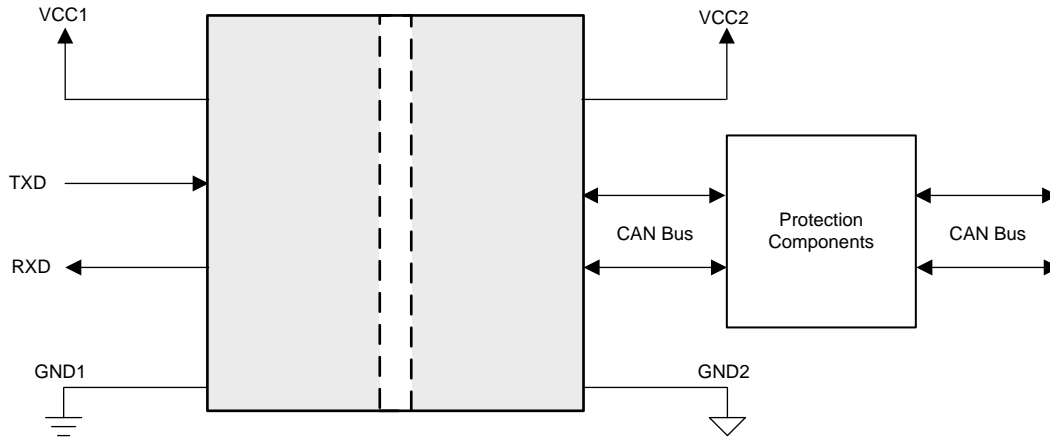 VCC1
VCC2
TXD
RXD
CAN Bus
Protection
Components
CAN Bus
GND1
GND2